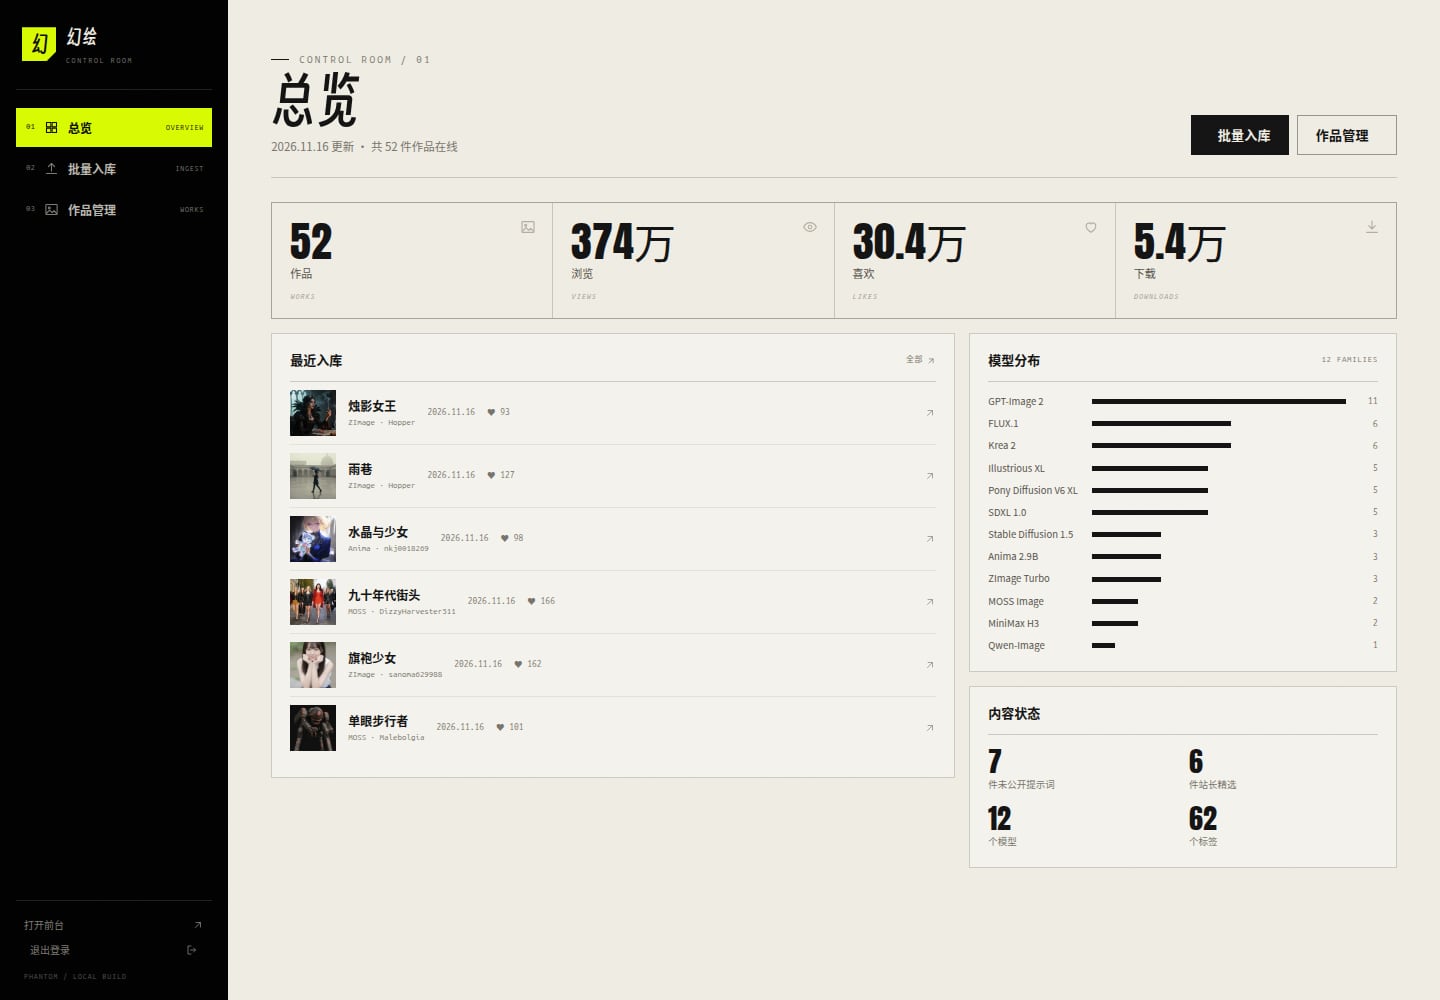 幻 幻绘
CONTROL ROOM
01 总览 OVERVIEW
02 批量入库 INGEST
03 作品管理 WORKS
打开前台
退出登录
PHANTOM / LOCAL BUILD
CONTROL ROOM / 01
总览
2026.11.16 更新 · 共 52 件作品在线
批量入库 作品管理
52
作品
WORKS
374万
浏览
VIEWS
30.4万
喜欢
LIKES
5.4万
下载
DOWNLOADS
最近入库 全部
烛影女王
ZImage · Hopper
2026.11.16 93
雨巷
ZImage · Hopper
2026.11.16 127
水晶与少女
Anima · nkj0018269
2026.11.16 98
九十年代街头
MOSS · DizzyHarvester311
2026.11.16 166
旗袍少女
ZImage · sanoma629988
2026.11.16 162
单眼步行者
MOSS · Malebolgia
2026.11.16 101
模型分布 12 FAMILIES
GPT-Image 2 11
FLUX.1 6
Krea 2 6
Illustrious XL 5
Pony Diffusion V6 XL 5
SDXL 1.0 5
Stable Diffusion 1.5 3
Anima 2.9B 3
ZImage Turbo 3
MOSS Image 2
MiniMax H3 2
Qwen-Image 1
内容状态
7
件未公开提示词
6
件站长精选
12
个模型
62
个标签